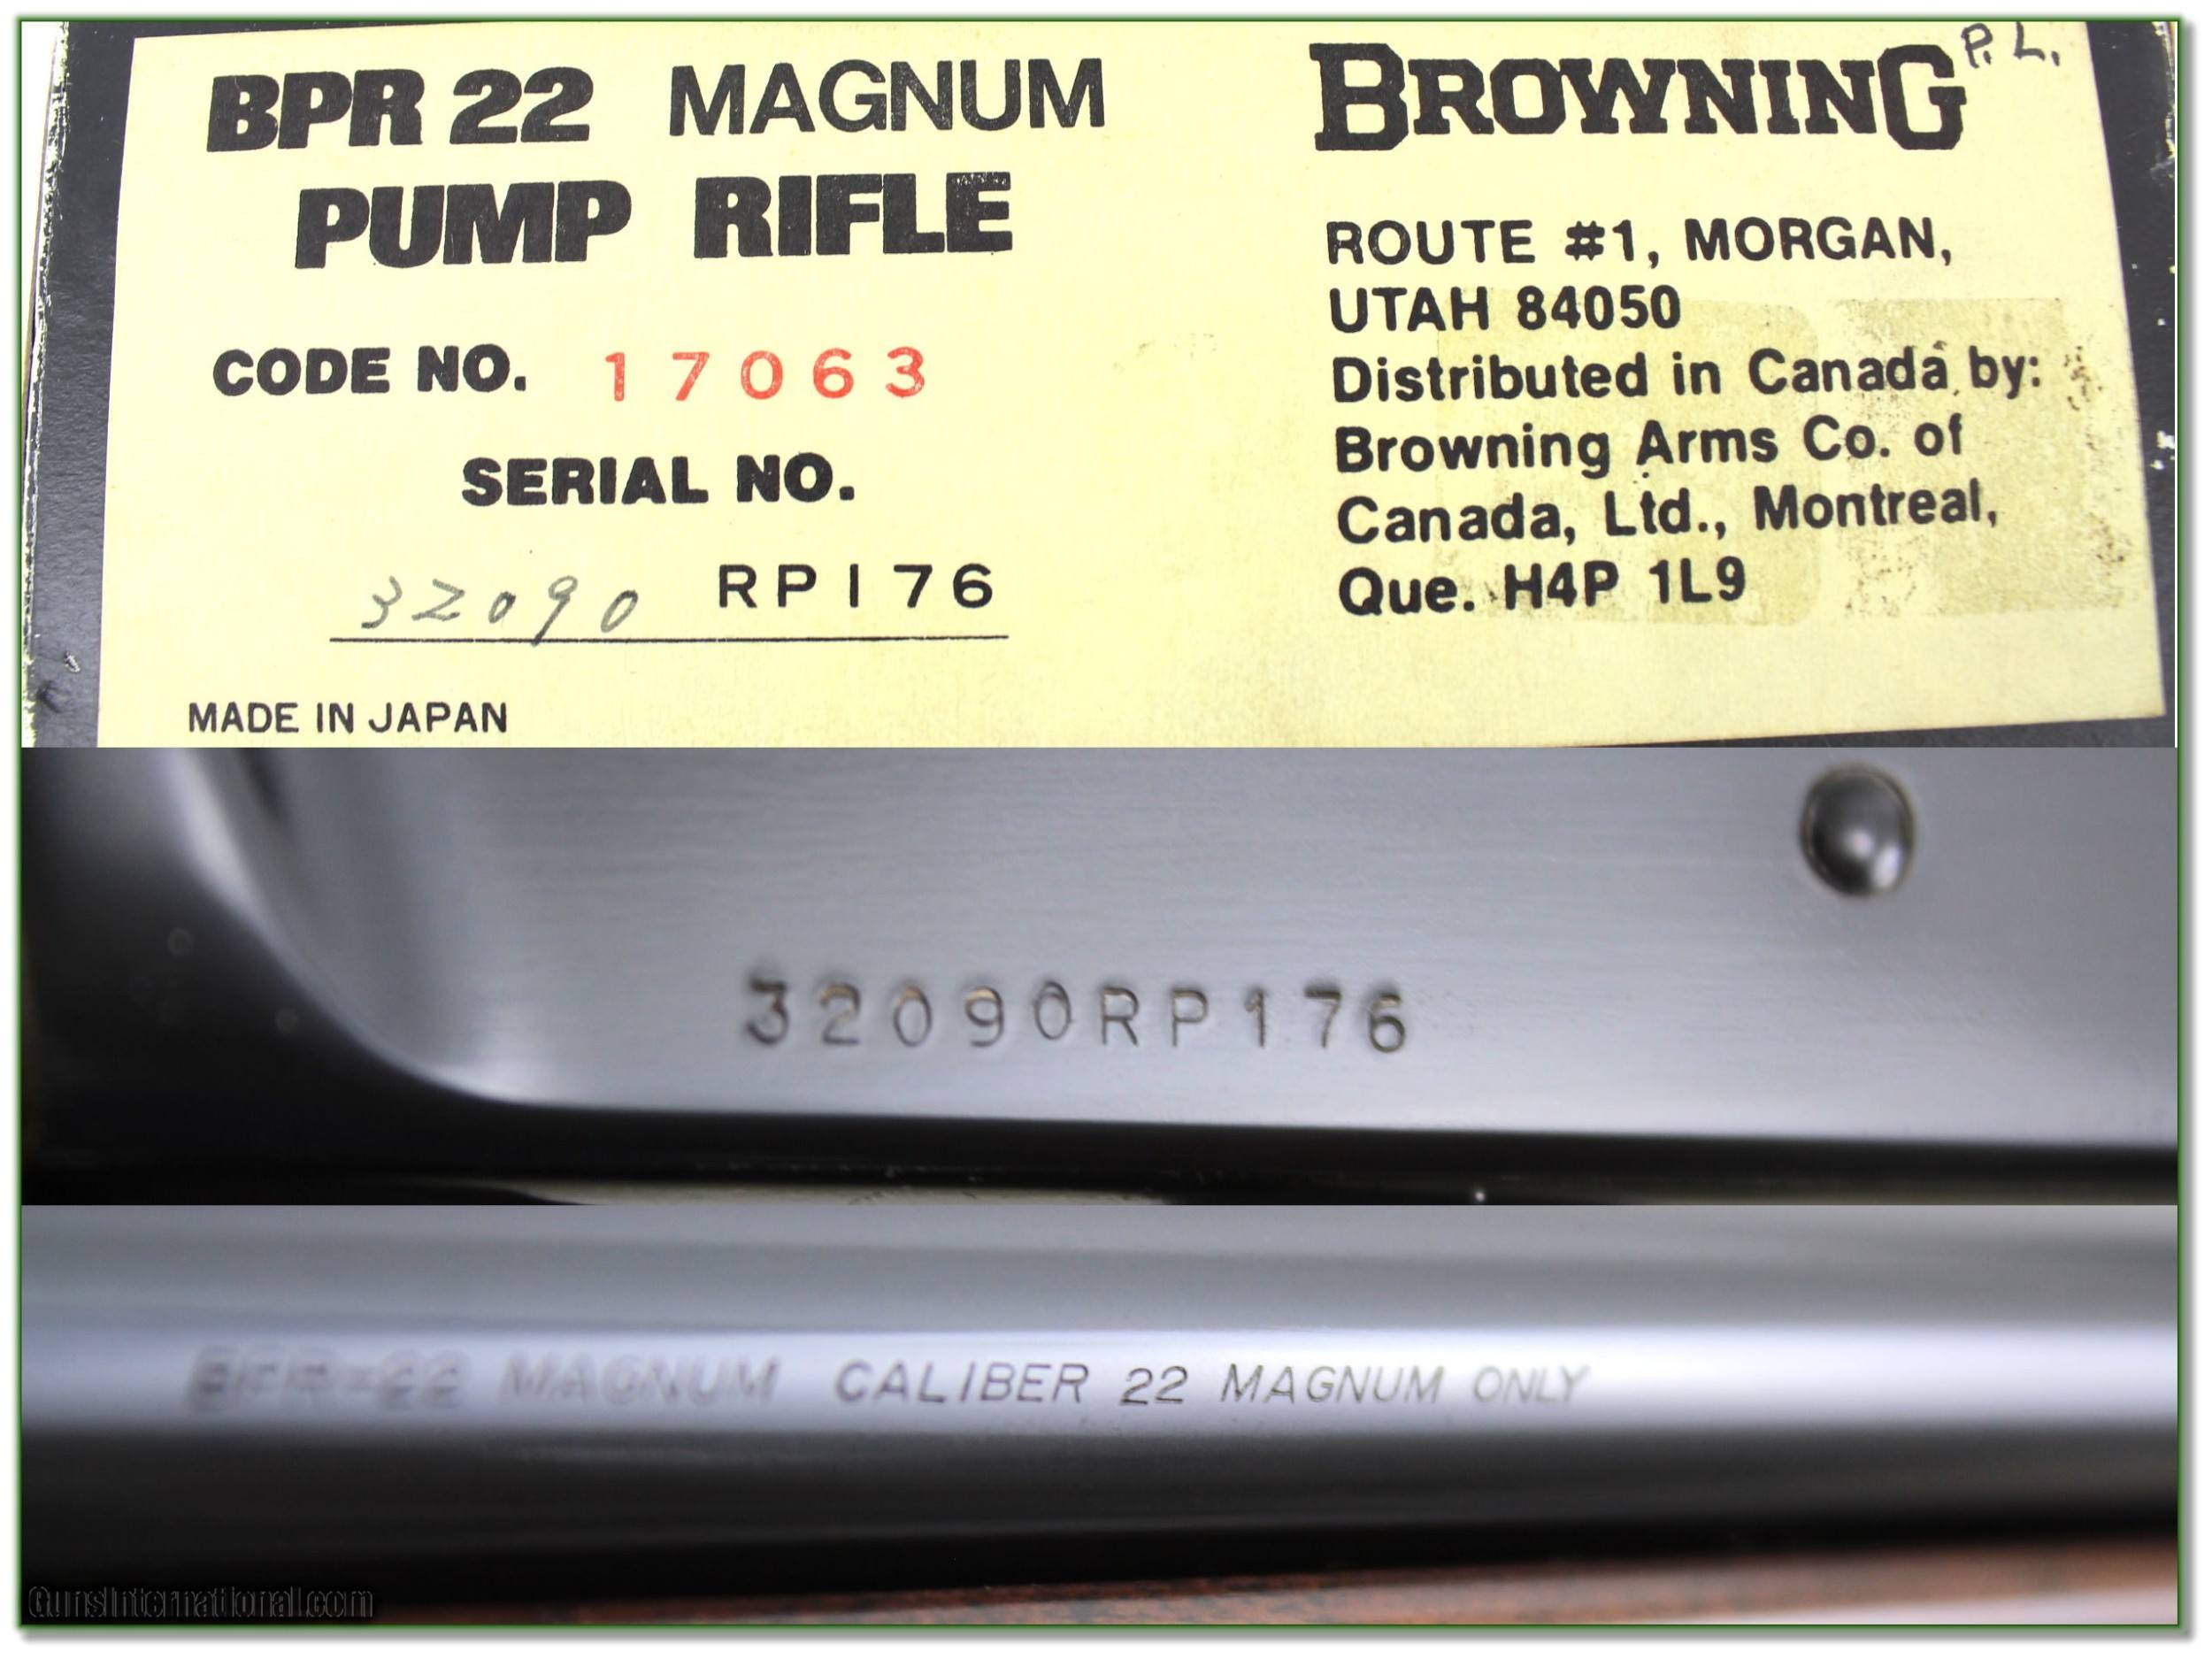 BPR 22 MAGNUM
PUMP RIFLE
CODE NO. 17063
SERIAL NO.
32090 RP176
MADE IN JAPAN
BROWNING P.L.
ROUTE #1, MORGAN,
UTAH 84050
Distributed in Canada by:
Browning Arms Co. of
Canada, Ltd., Montreal,
Que. H4P 1L9
32090RP176
BPR-22 MAGNUM CALIBER 22 MAGNUM ONLY
GunsInternational.com